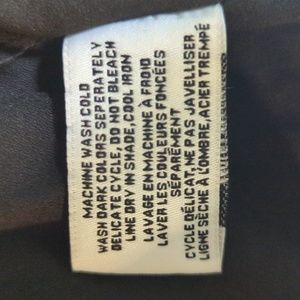 MACHINE WASH COLD
WASH DARK COLORS SEPERATELY
DELICATE CYCLE, DO NOT BLEACH
LINE DRY IN SHADE, COOL IRON
LAVAGE EN MACHINE À FROID
LAVER LES COULEURS FONCÉES
SÉPARÉMENT
CYCLE DÉLICAT, NE PAS JAVELLISER
LIGNE SÈCHE À L'OMBRE, ACIER TREMPÉ